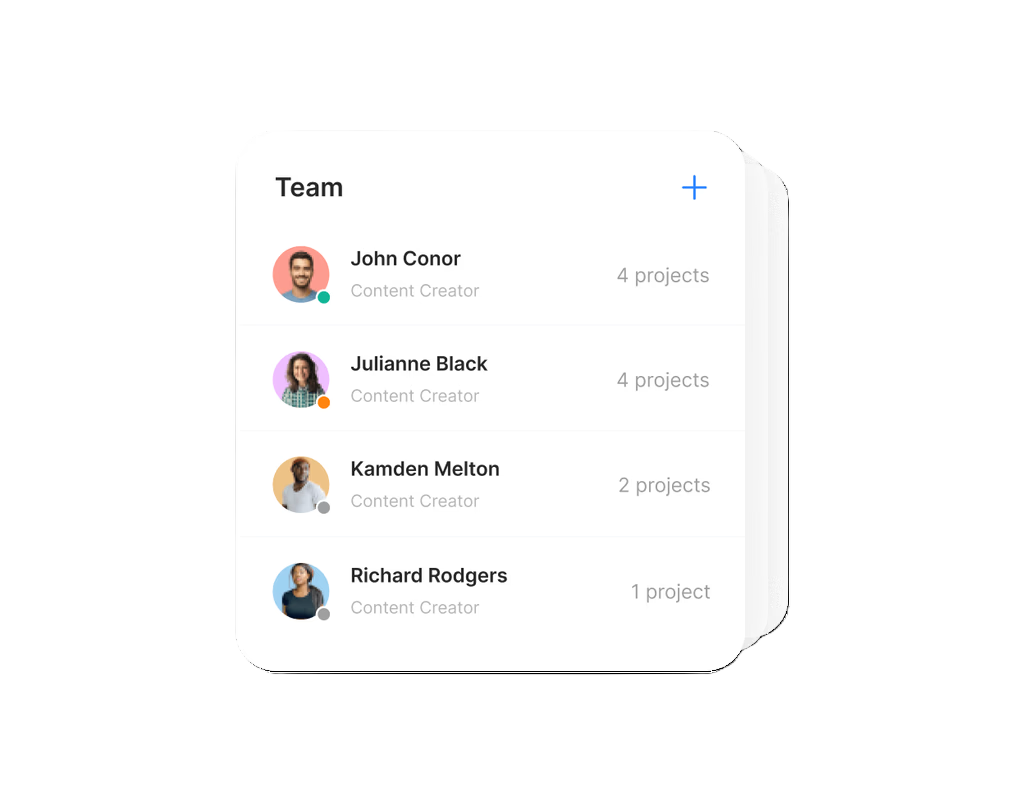 Team
John Conor
Content Creator
4 projects
Julianne Black
Content Creator
4 projects
Kamden Melton
Content Creator
2 projects
Richard Rodgers
Content Creator
1 project